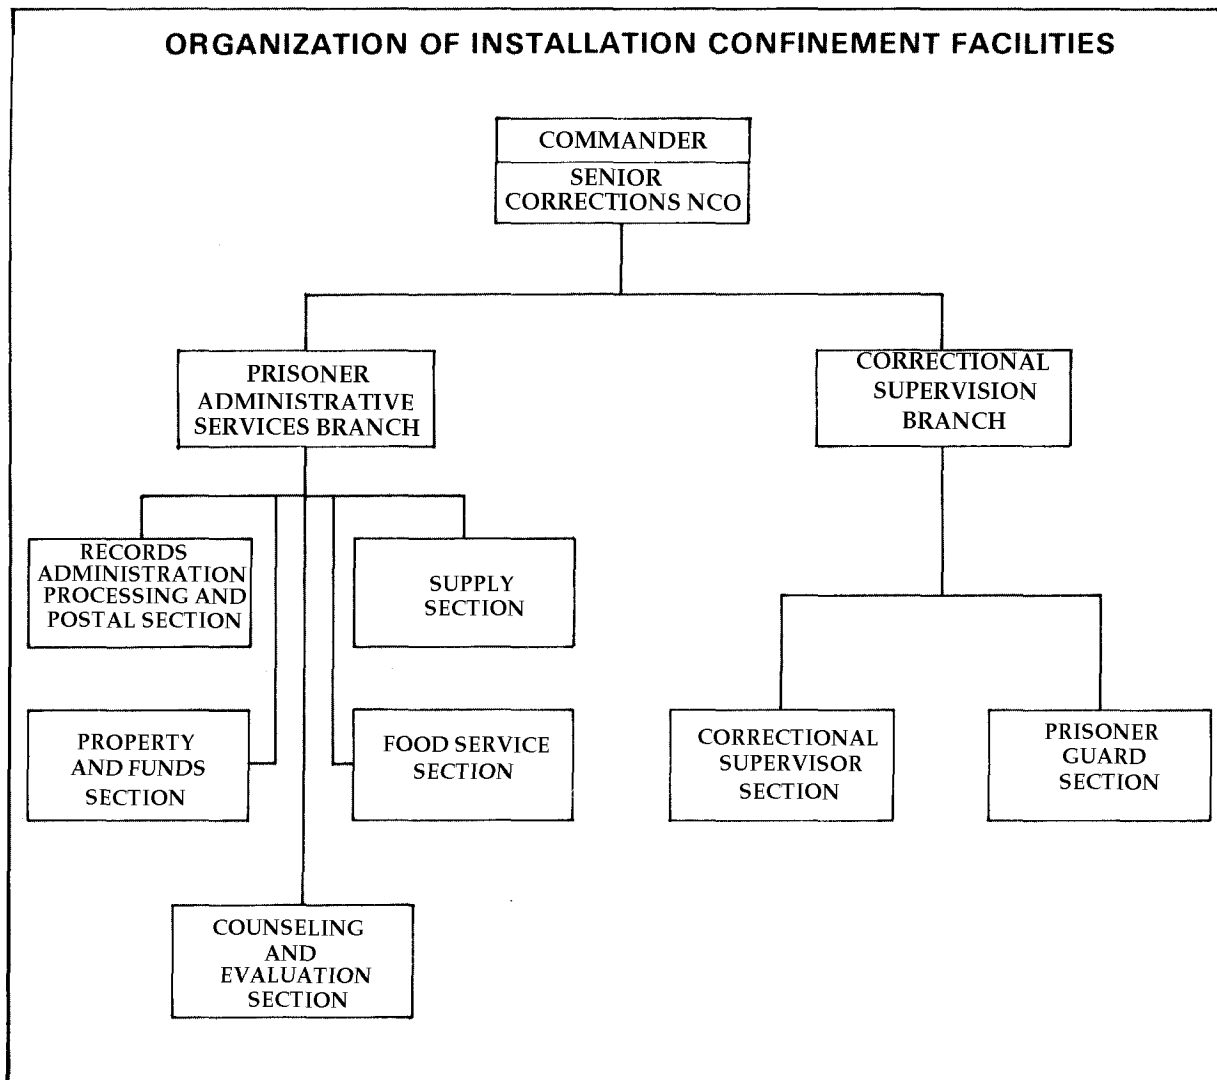 ORGANIZATION OF INSTALLATION CONFINEMENT FACILITIES
COMMANDER
SENIOR
CORRECTIONS NCO
PRISONER
ADMINISTRATIVE
SERVICES BRANCH
CORRECTIONAL
SUPERVISION
BRANCH
RECORDS
ADMINISTRATION
PROCESSING AND
POSTAL SECTION
SUPPLY
SECTION
PROPERTY
AND FUNDS
SECTION
FOOD SERVICE
SECTION
CORRECTIONAL
SUPERVISOR
SECTION
PRISONER
GUARD
SECTION
COUNSELING
AND
EVALUATION
SECTION